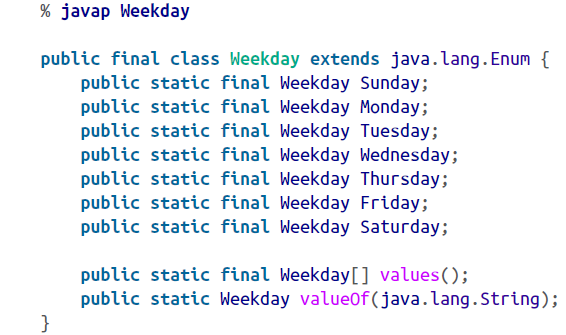 % javap Weekday
public final class Weekday extends java.lang.Enum {
public static final Weekday Sunday;
public static final Weekday Monday;
public static final Weekday Tuesday;
public static final Weekday Wednesday;
public static final Weekday Thursday;
public static final Weekday Friday;
public static final Weekday Saturday;
public static final Weekday[] values();
public static Weekday valueOf(java.lang.String);
}